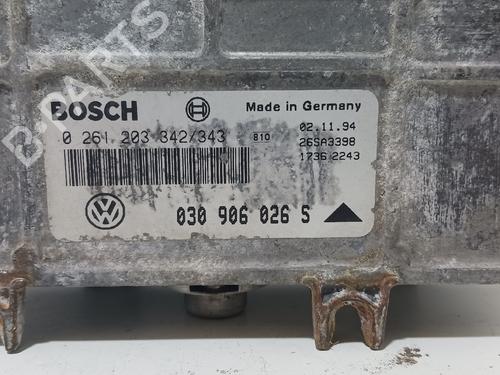 B-PARTS
BOSCH Made in Germany
0 261 203 342/343 810 02.11.94
26SA3398
1736 2243
030 906 026 S